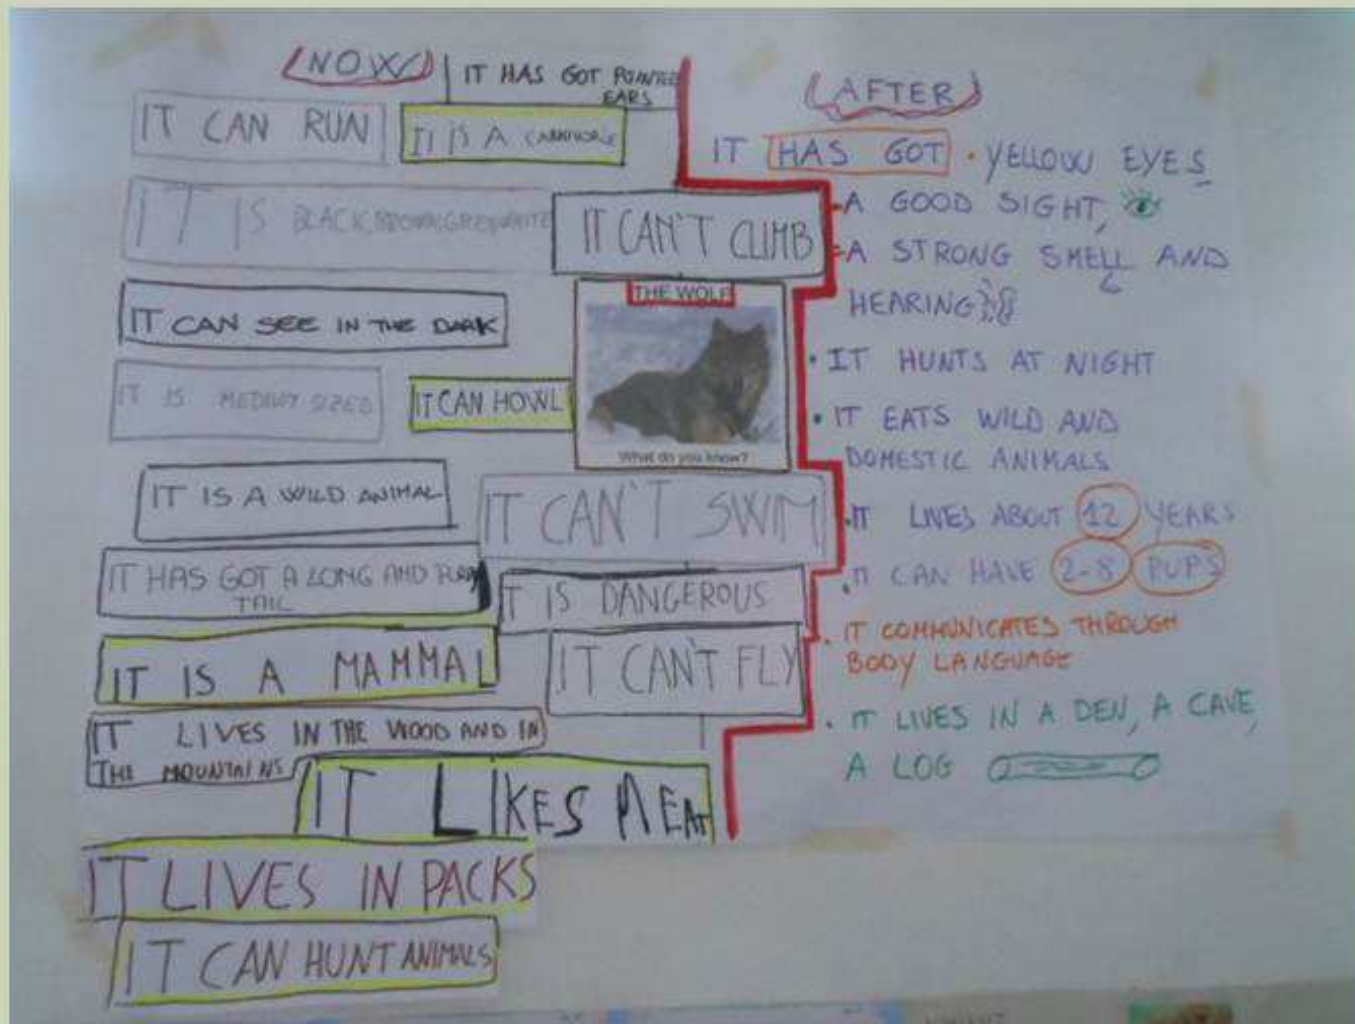 NOW
IT HAS GOT POINTED
EARS
IT CAN RUN
IT IS A CARNIVORE
IT IS BLACK, BROWN, GREY, WHITE
IT CAN'T CLIMB
IT CAN SEE IN THE DARK
THE WOLF
What do you know?
IT IS MEDIUM SIZED
IT CAN HOWL
IT IS A WILD ANIMAL
IT CAN'T SWIM
IT HAS GOT A LONG AND
TAIL
IT IS DANGEROUS
IT IS A MAMMAL
IT CAN'T FLY
IT LIVES IN THE WOOD AND IN
THE MOUNTAINS
IT LIKES MEAT
IT LIVES IN PACKS
IT CAN HUNT ANIMALS
AFTER
IT HAS GOT · YELLOW EYES
- A GOOD SIGHT,
- A STRONG SMELL AND
HEARING
· IT HUNTS AT NIGHT
· IT EATS WILD AND
DOMESTIC ANIMALS
· IT LIVES ABOUT 12 YEARS
· IT CAN HAVE 2-8 PUPS
· IT COMMUNICATES THROUGH
BODY LANGUAGE
· IT LIVES IN A DEN, A CAVE,
A LOG